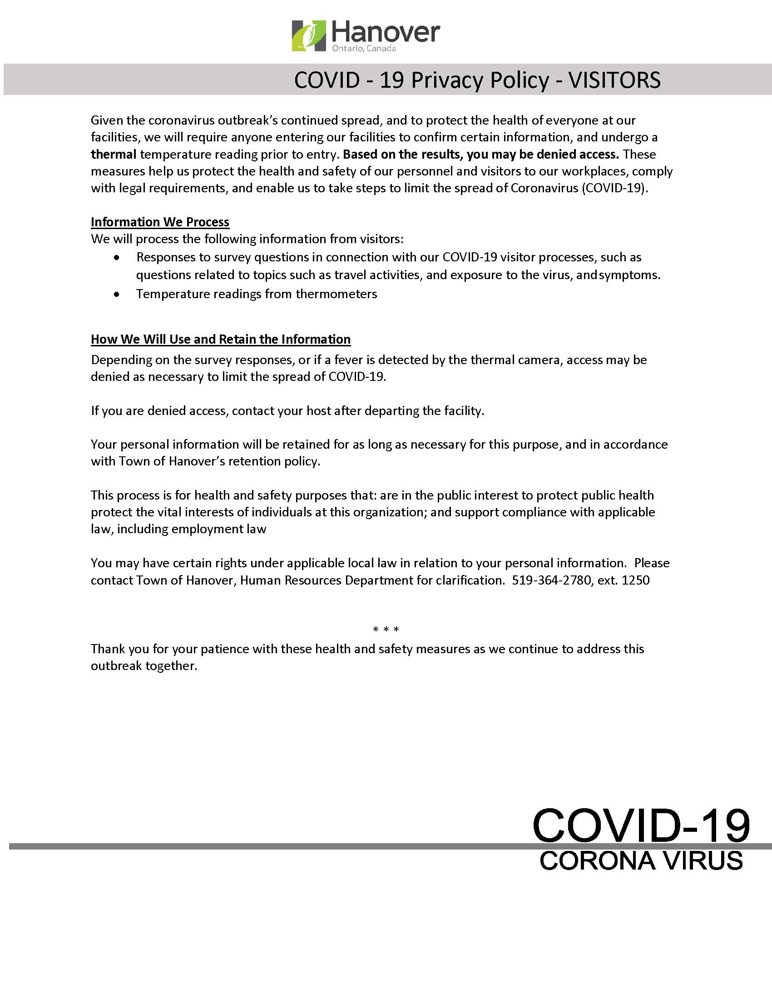 Hanover
Ontario, Canada
COVID - 19 Privacy Policy - VISITORS
Given the coronavirus outbreak’s continued spread, and to protect the health of everyone at our
facilities, we will require anyone entering our facilities to confirm certain information, and undergo a
thermal temperature reading prior to entry. Based on the results, you may be denied access. These
measures help us protect the health and safety of our personnel and visitors to our workplaces, comply
with legal requirements, and enable us to take steps to limit the spread of Coronavirus (COVID-19).
Information We Process
We will process the following information from visitors:
• Responses to survey questions in connection with our COVID-19 visitor processes, such as
questions related to topics such as travel activities, and exposure to the virus, and symptoms.
• Temperature readings from thermometers
How We Will Use and Retain the Information
Depending on the survey responses, or if a fever is detected by the thermal camera, access may be
denied as necessary to limit the spread of COVID-19.
If you are denied access, contact your host after departing the facility.
Your personal information will be retained for as long as necessary for this purpose, and in accordance
with Town of Hanover’s retention policy.
This process is for health and safety purposes that: are in the public interest to protect public health
protect the vital interests of individuals at this organization; and support compliance with applicable
law, including employment law
You may have certain rights under applicable local law in relation to your personal information.  Please
contact Town of Hanover, Human Resources Department for clarification.  519-364-2780, ext. 1250
* * *
Thank you for your patience with these health and safety measures as we continue to address this
outbreak together.
COVID-19
CORONA VIRUS